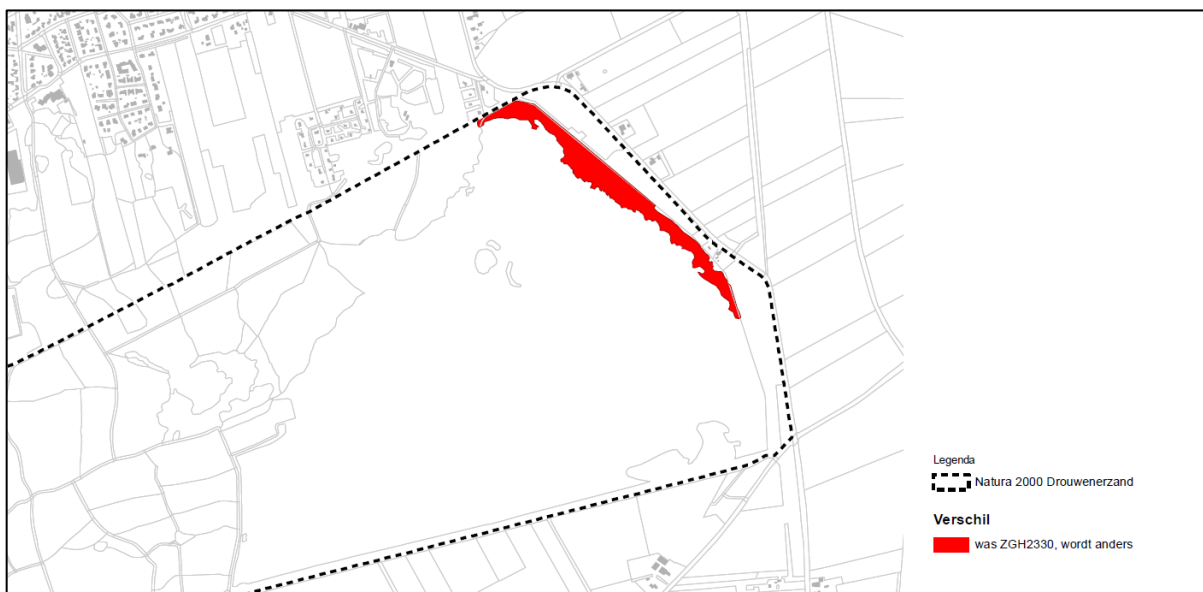 Legenda
Natura 2000 Drouwenerzand
Verschil
was ZGH2330, wordt anders